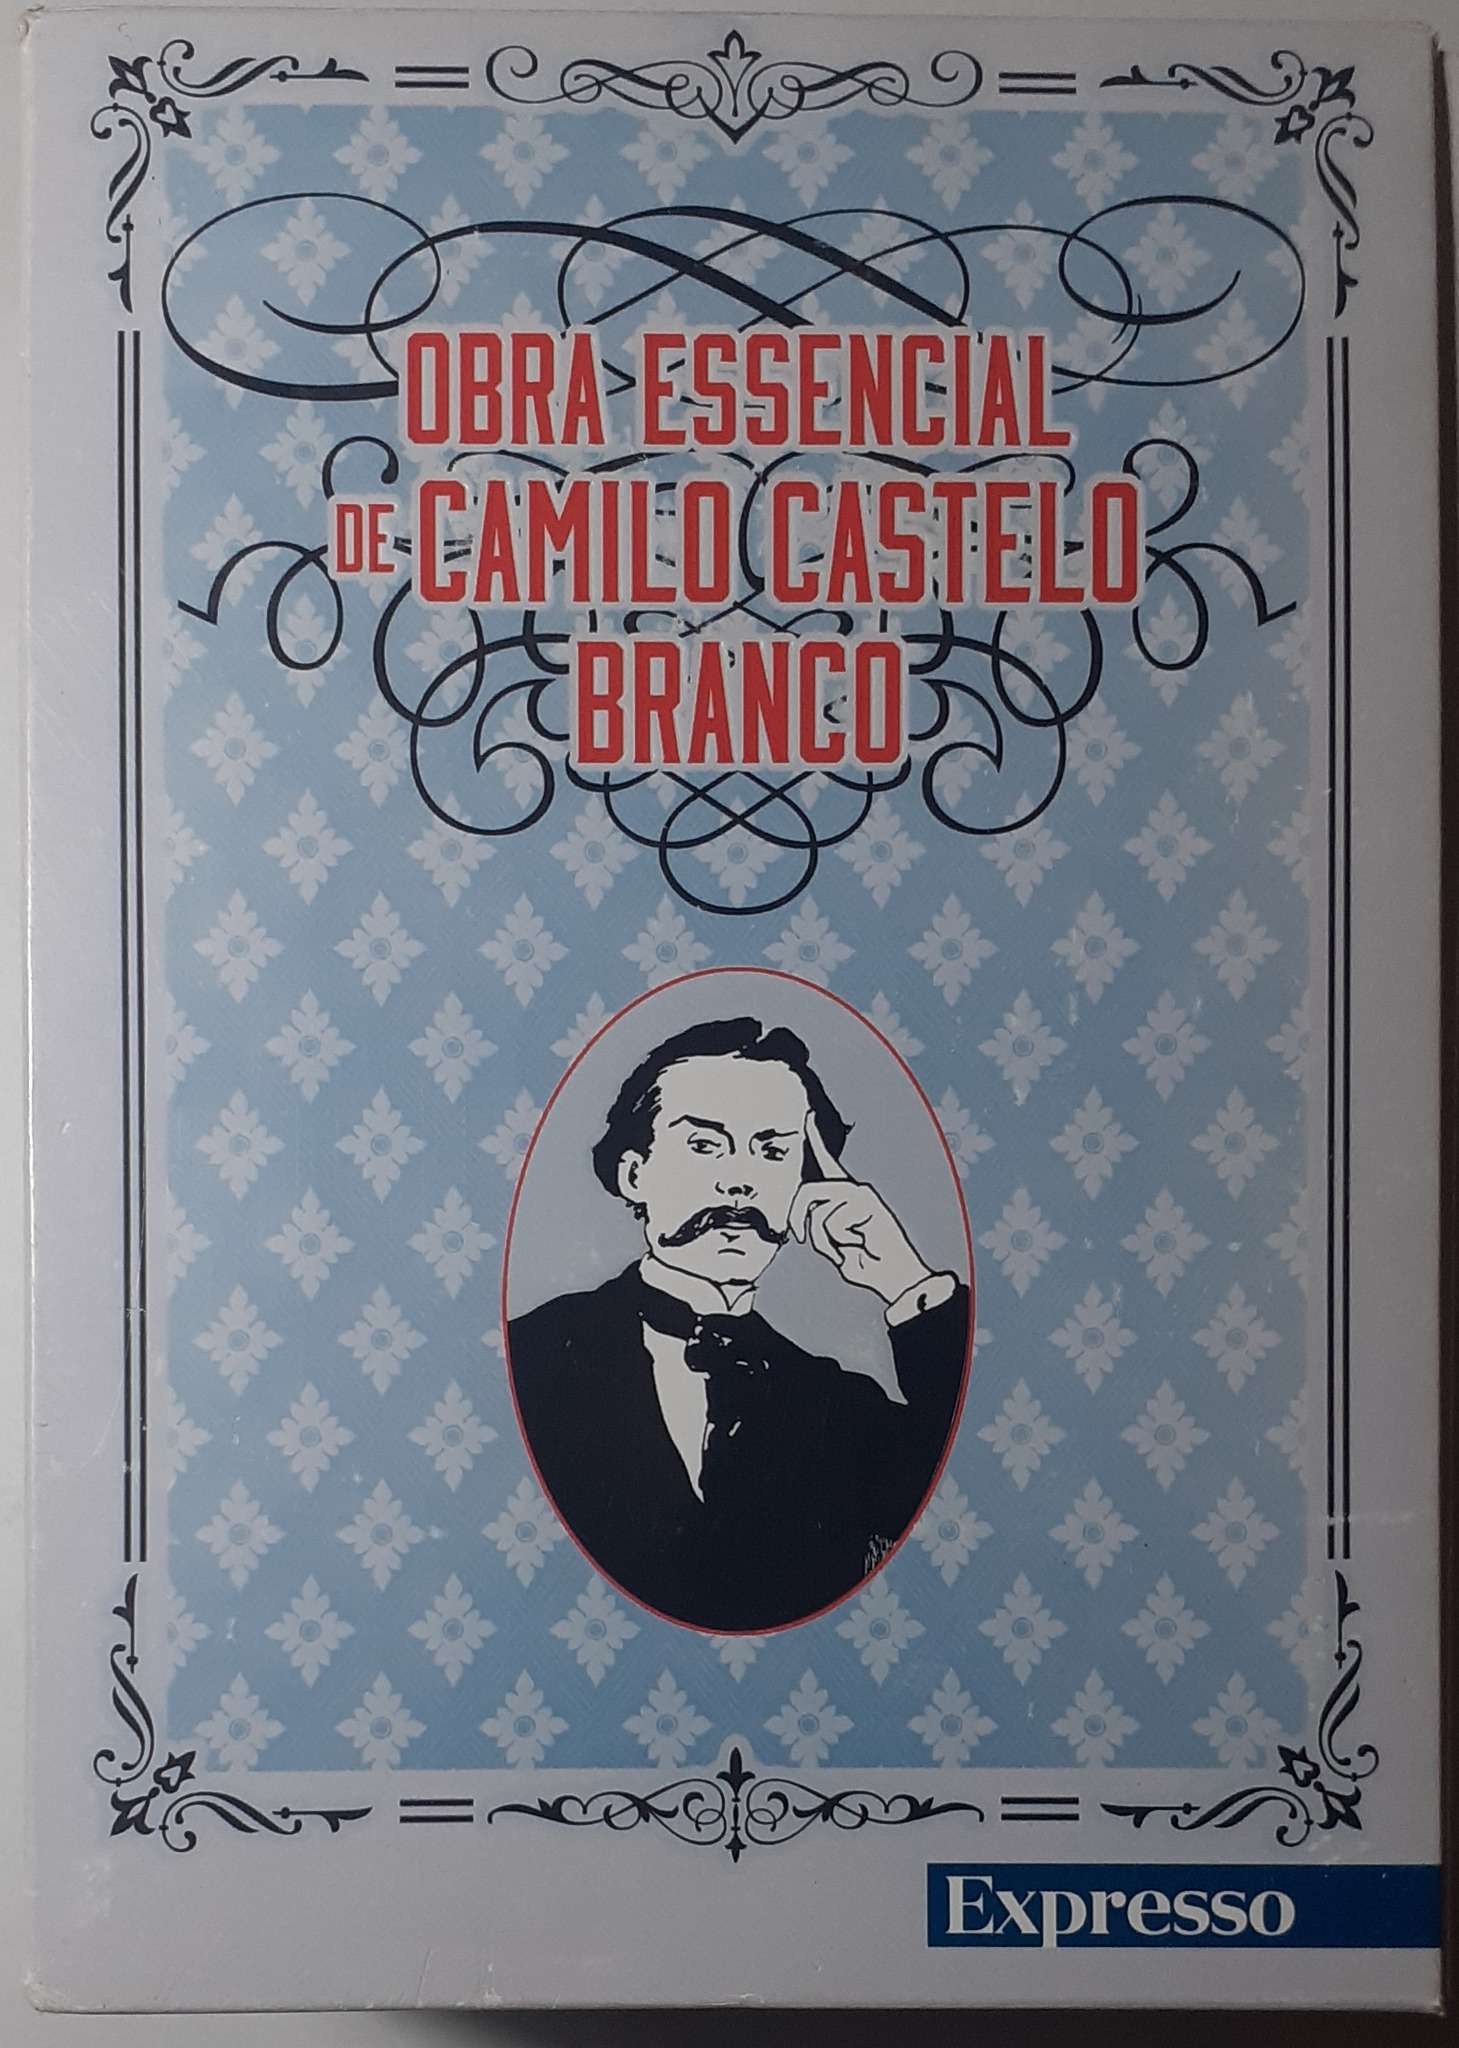 OBRA ESSENCIAL
DE CAMILO CASTELO
BRANCO
Expresso